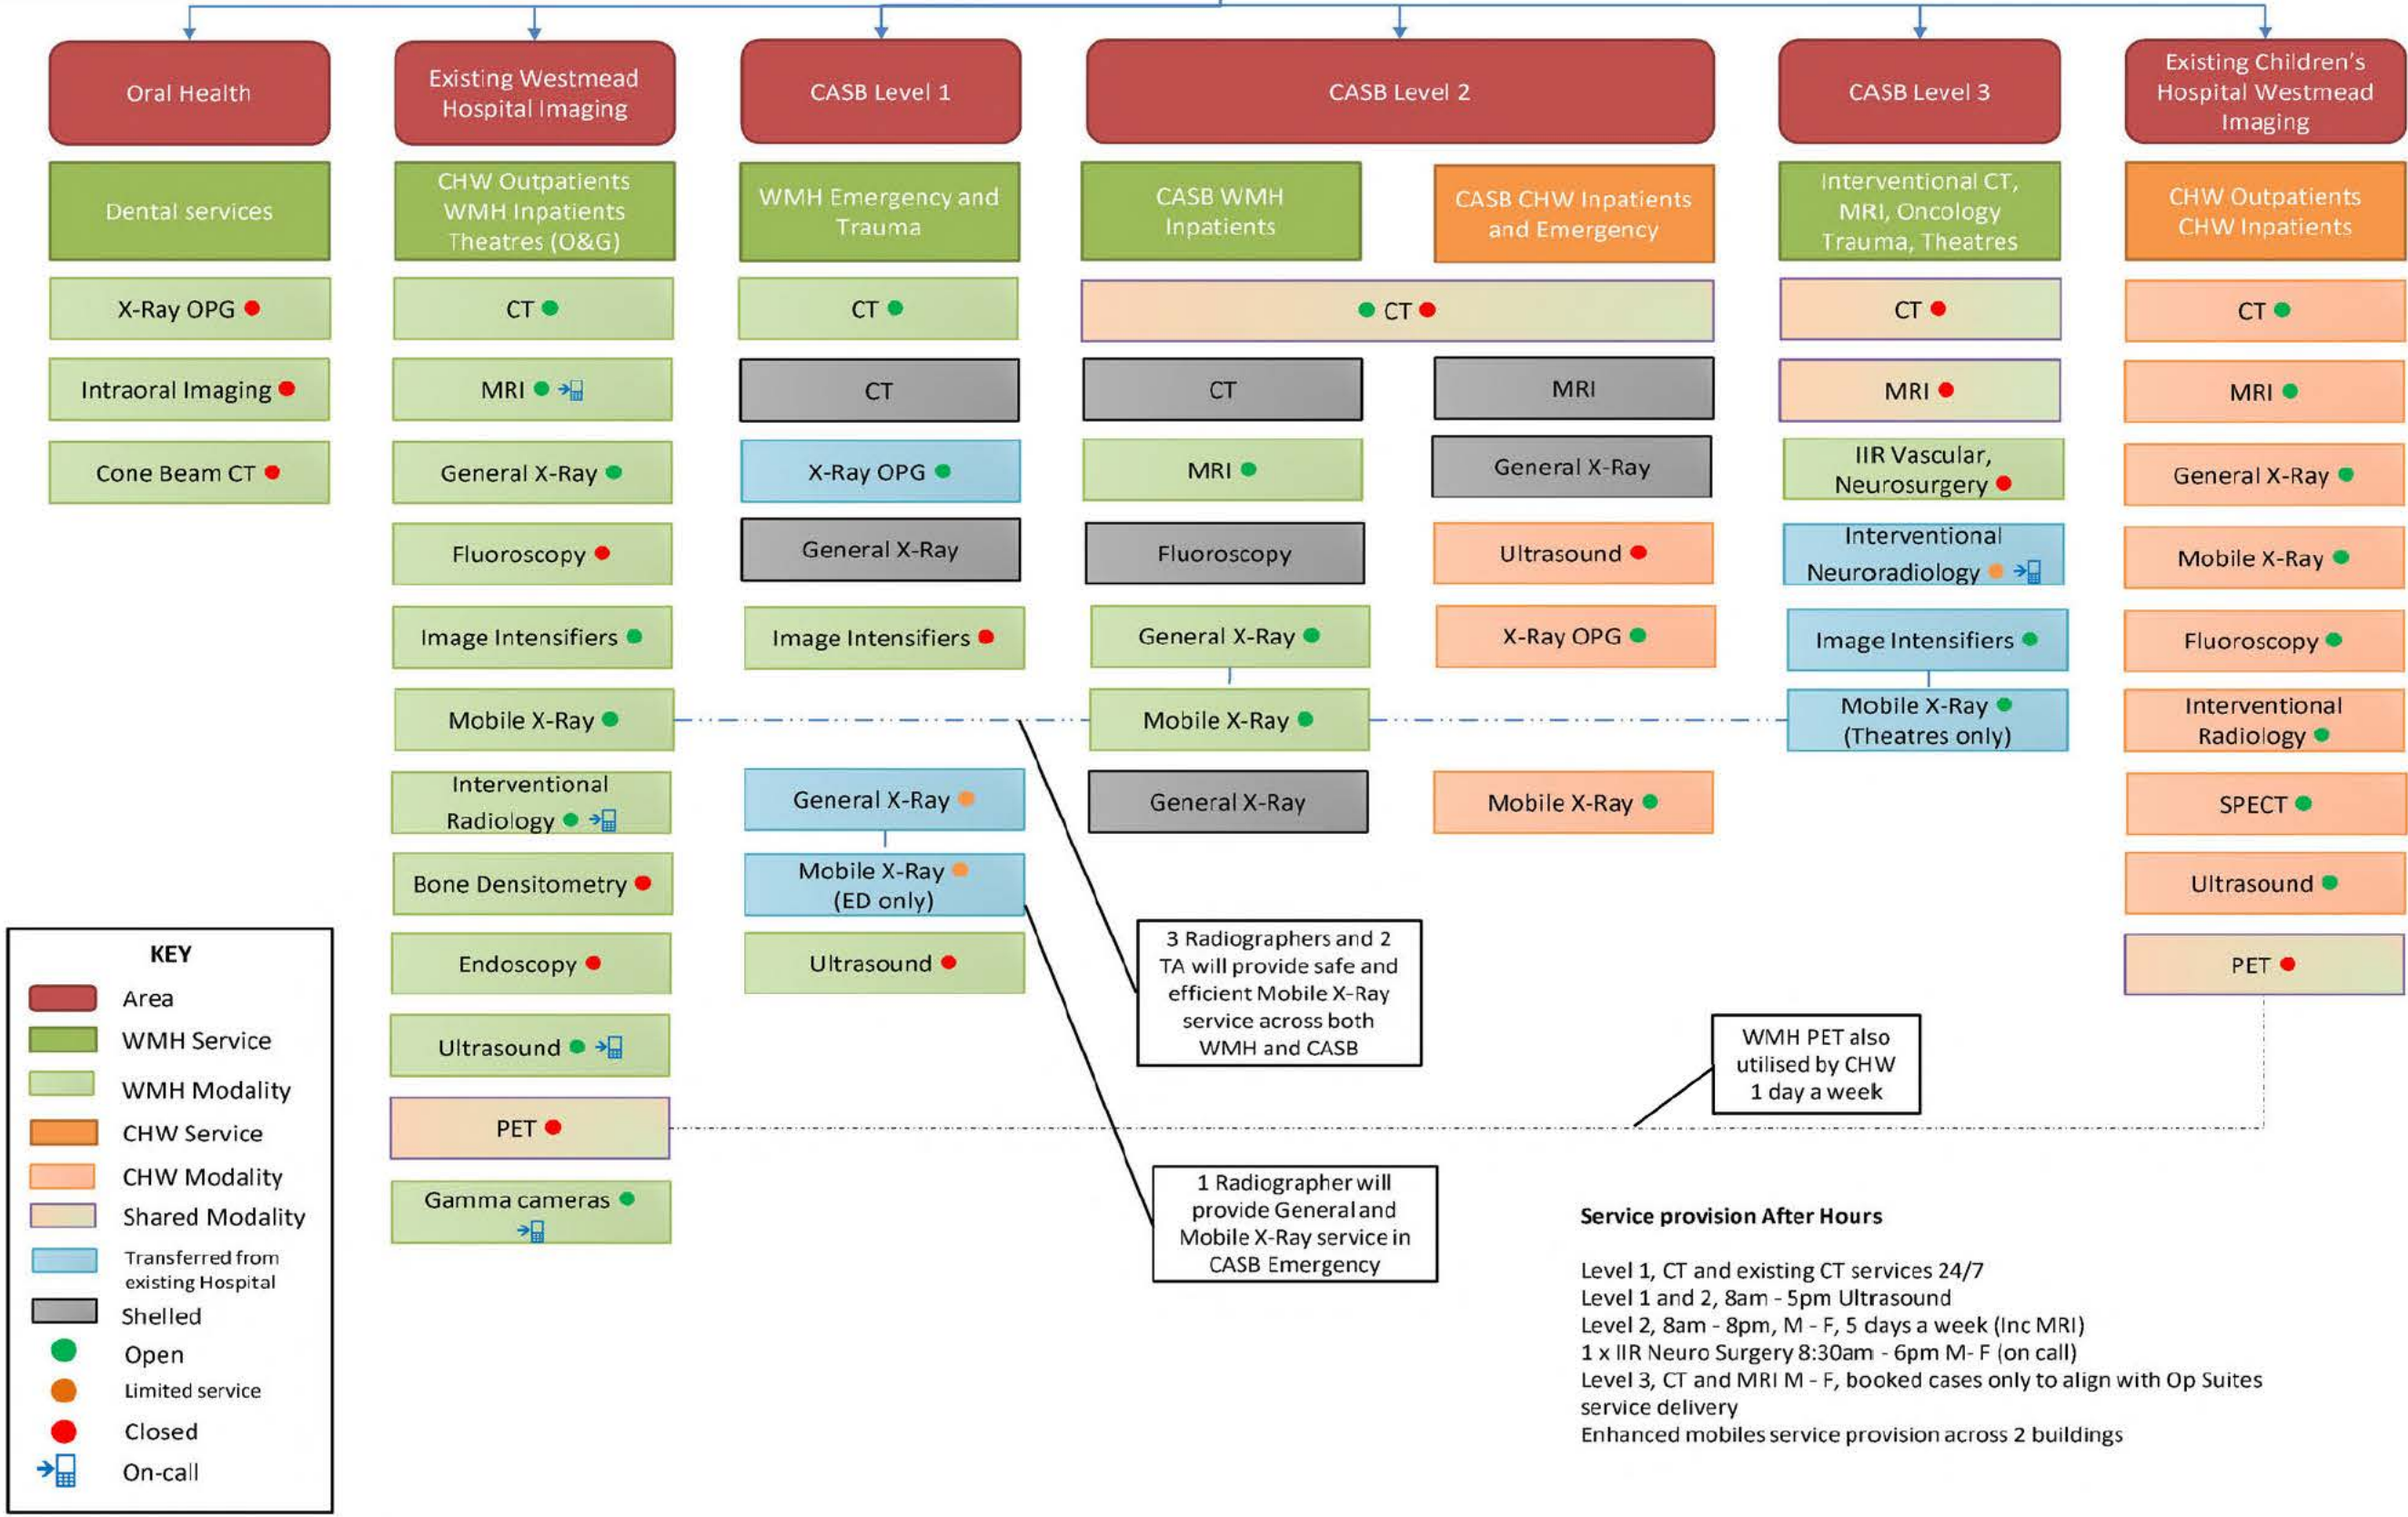 Oral Health
Existing Westmead
Hospital Imaging
CASB Level 1
CASB Level 2
CASB Level 3
Existing Children's
Hospital Westmead
Imaging
Dental services
CHW Outpatients
WMH Inpatients
Theatres (O&G)
WMH Emergency and
Trauma
CASB WMH
Inpatients
CASB CHW Inpatients
and Emergency
Interventional CT,
MRI, Oncology
Trauma, Theatres
CHW Outpatients
CHW Inpatients
X-Ray OPG
Intraoral Imaging
Cone Beam CT
CT
MRI
General X-Ray
Fluoroscopy
Image Intensifiers
Mobile X-Ray
Interventional
Radiology
Bone Densitometry
Endoscopy
Ultrasound
PET
Gamma cameras
CT
CT
X-Ray OPG
General X-Ray
Image Intensifiers
General X-Ray
Mobile X-Ray
(ED only)
Ultrasound
CT
CT
MRI
Fluoroscopy
General X-Ray
Mobile X-Ray
General X-Ray
MRI
General X-Ray
Ultrasound
X-Ray OPG
Mobile X-Ray
CT
MRI
IIR Vascular,
Neurosurgery
Interventional
Neuroradiology
Image Intensifiers
Mobile X-Ray
(Theatres only)
CT
MRI
General X-Ray
Mobile X-Ray
Fluoroscopy
Interventional
Radiology
SPECT
Ultrasound
PET
3 Radiographers and 2
TA will provide safe and
efficient Mobile X-Ray
service across both
WMH and CASB
WMH PET also
utilised by CHW
1 day a week
1 Radiographer will
provide General and
Mobile X-Ray service in
CASB Emergency
KEY
Area
WMH Service
WMH Modality
CHW Service
CHW Modality
Shared Modality
Transferred from
existing Hospital
Shelled
Open
Limited service
Closed
On-call
Service provision After Hours
Level 1, CT and existing CT services 24/7
Level 1 and 2, 8am - 5pm Ultrasound
Level 2, 8am - 8pm, M - F, 5 days a week (Inc MRI)
1 x IIR Neuro Surgery 8:30am - 6pm M- F (on call)
Level 3, CT and MRI M - F, booked cases only to align with Op Suites
service delivery
Enhanced mobiles service provision across 2 buildings